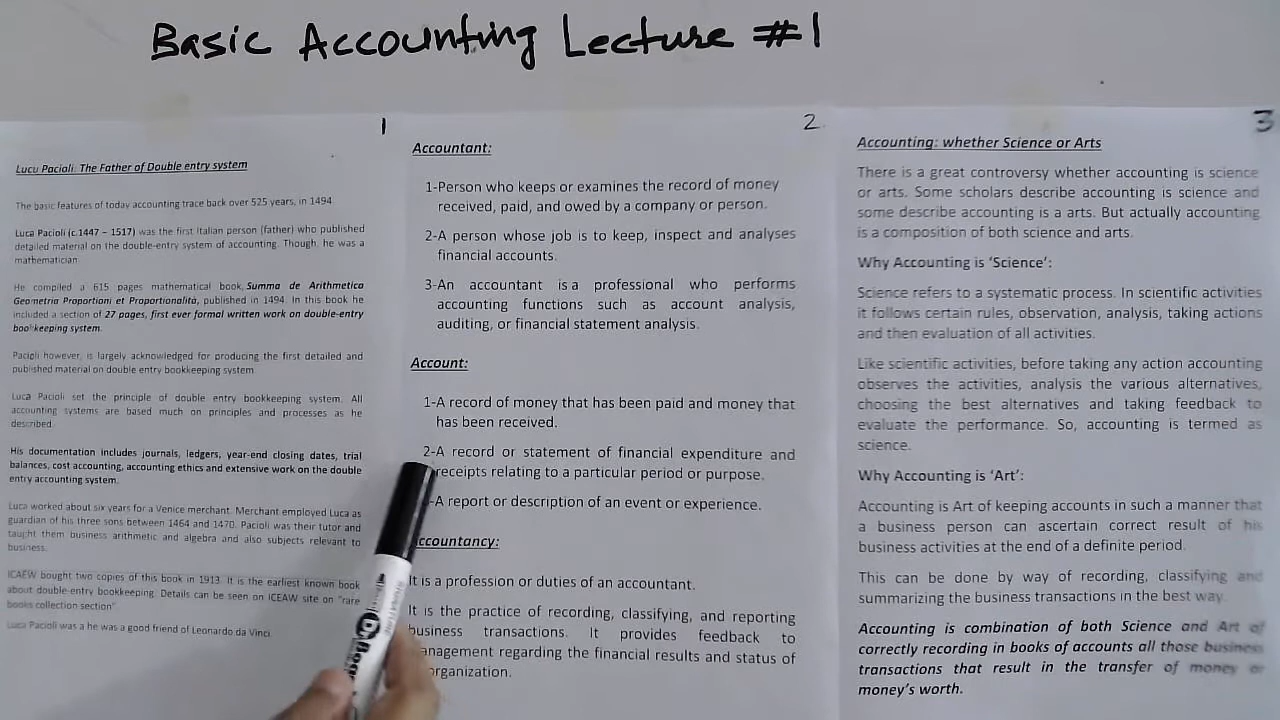 Basic Accounting Lecture #1
1
Lucu Pacioli: The Father of Double entry system
The basic features of today accounting trace back over 525 years, in 1494.
Luca Pacioli (c.1447 – 1517) was the first Italian person (father) who published
detailed material on the double-entry system of accounting. Though, he was a
mathematician.
He compiled a 615 pages mathematical book, Summa de Arithmetica
Geometria Proportioni et Proportionalità, published in 1494. In this book he
included a section of 27 pages, first ever formal written work on double-entry
bookkeeping system.
Pacioli however, is largely acknowledged for producing the first detailed and
published material on double entry bookkeeping system
Luca Pacioli set the principle of double entry bookkeeping system. All
accounting systems are based much on principles and processes as he
described.
His documentation includes journals, ledgers, year-end closing dates, trial
balances, cost accounting, accounting ethics and extensive work on the double
entry accounting system.
Luca worked about six years for a Venice merchant. Merchant employed Luca as
guardian of his three sons between 1464 and 1470. Pacioli was their tutor and
taught them business arithmetic and algebra and also subjects relevant to
business.
ICAEW bought two copies of this book in 1913. It is the earliest known book
about double-entry bookkeeping. Details can be seen on ICEAW site on "rare
books collection section"
Luca Pacioli was a he was a good friend of Leonardo da Vinci
2
Accountant:
1-Person who keeps or examines the record of money
received, paid, and owed by a company or person.
2-A person whose job is to keep, inspect and analyses
financial accounts.
3-An accountant is a professional who performs
accounting functions such as account analysis,
auditing, or financial statement analysis.
Account:
1-A record of money that has been paid and money that
has been received.
2-A record or statement of financial expenditure and
receipts relating to a particular period or purpose.
-A report or description of an event or experience.
ccountancy:
It is a profession or duties of an accountant.
It is the practice of recording, classifying, and reporting
business transactions. It provides feedback to
anagement regarding the financial results and status of
organization.
3
Accounting: whether Science or Arts
There is a great controversy whether accounting is science
or arts. Some scholars describe accounting is science and
some describe accounting is a arts. But actually accounting
is a composition of both science and arts.
Why Accounting is ‘Science’:
Science refers to a systematic process. In scientific activities
it follows certain rules, observation, analysis, taking actions
and then evaluation of all activities.
Like scientific activities, before taking any action accounting
observes the activities, analysis the various alternatives,
choosing the best alternatives and taking feedback to
evaluate the performance. So, accounting is termed as
science.
Why Accounting is ‘Art’:
Accounting is Art of keeping accounts in such a manner that
a business person can ascertain correct result of his
business activities at the end of a definite period.
This can be done by way of recording, classifying and
summarizing the business transactions in the best way.
Accounting is combination of both Science and Art of
correctly recording in books of accounts all those business
transactions that result in the transfer of money or
money's worth.